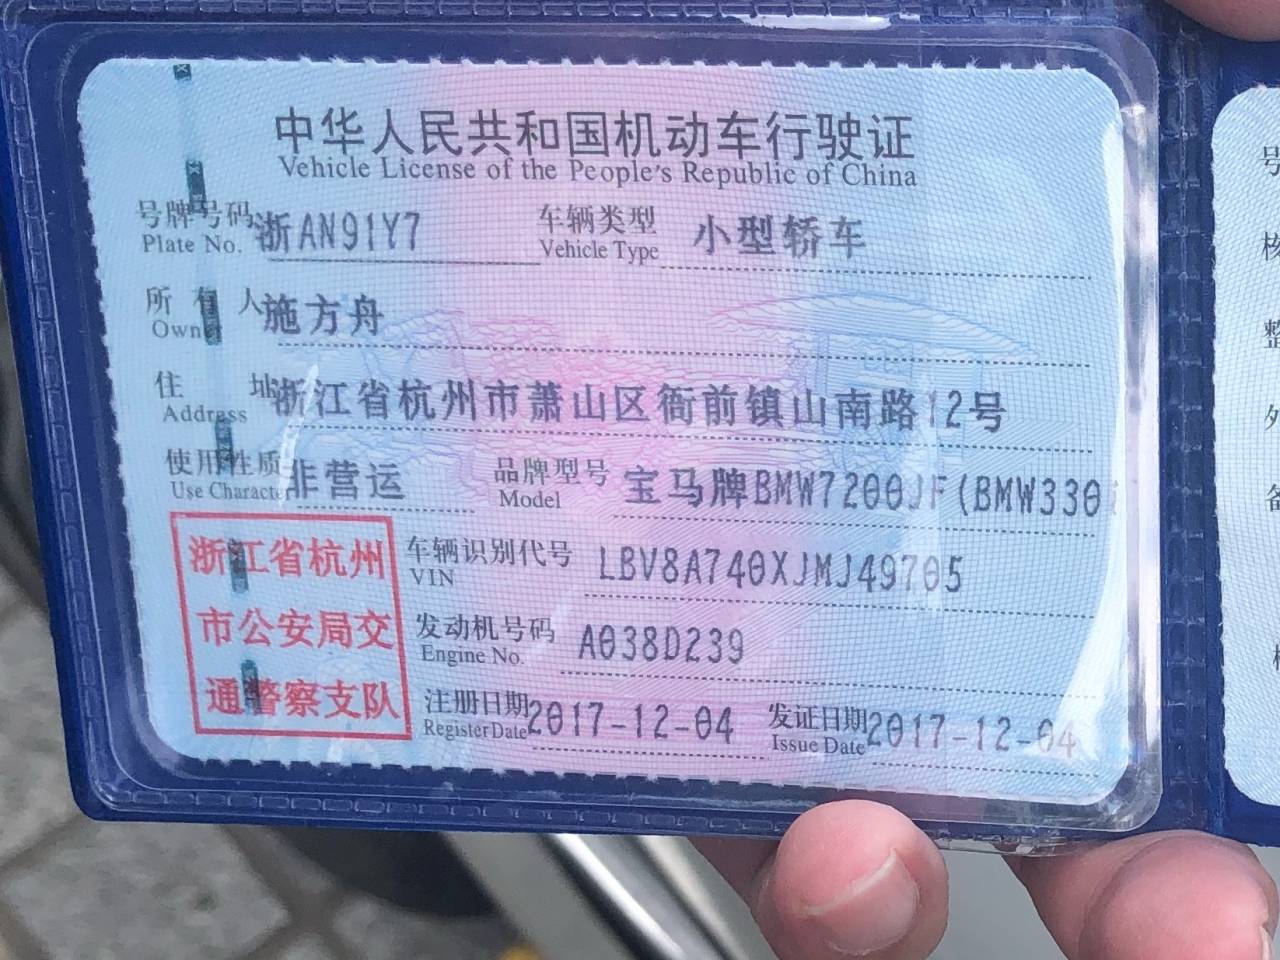 中华人民共和国机动车行驶证
Vehicle License of the People's Republic of China
号牌号码 浙AN91Y7 车辆类型 小型轿车
Plate No. Vehicle Type
所有人 施方舟
Owner
住址 浙江省杭州市萧山区衙前镇山南路12号
Address
使用性质 非营运 品牌型号 宝马牌BMW7200JF(BMW330
Use Character Model
浙江省杭州
市公安局交
通警察支队
车辆识别代号 LBV8A740XJMJ49705
VIN
发动机号码 A038D239
Engine No.
注册日期 2017-12-04 发证日期 2017-12-04
Register Date Issue Date